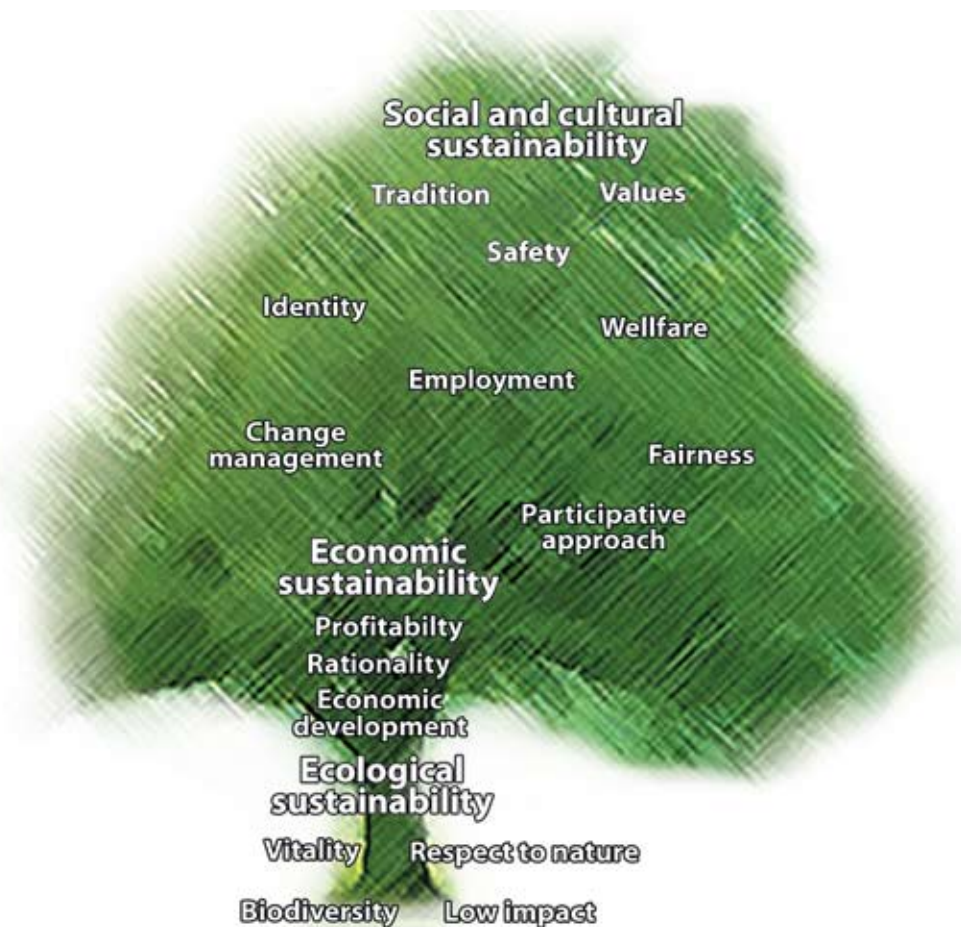 Social and cultural
sustainability
Tradition
Values
Safety
Identity
Wellfare
Employment
Change
management
Fairness
Participative
approach
Economic
sustainability
Profitabilty
Rationality
Economic
development
Ecological
sustainability
Vitality
Respect to nature
Biodiversity
Low impact